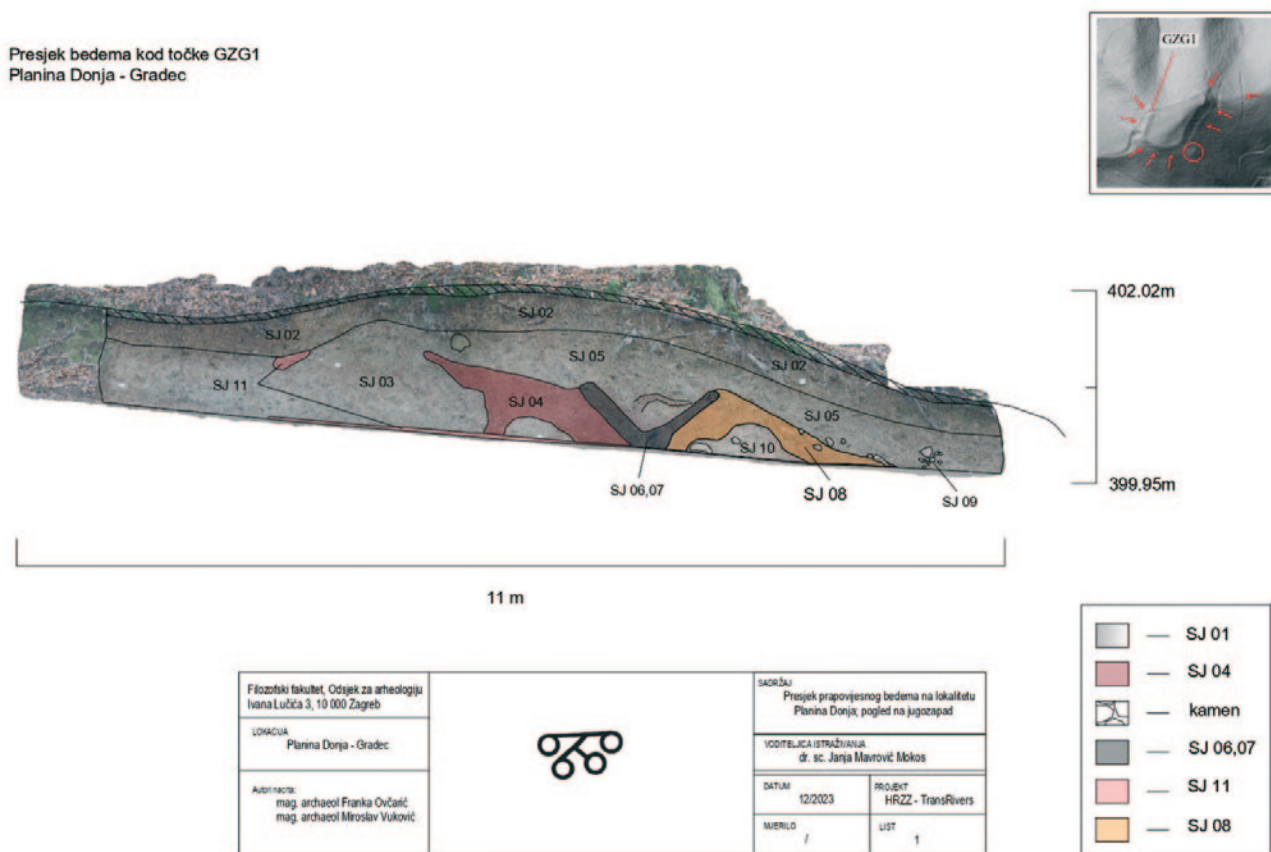 Presjek bedema kod točke GZG1
Planina Donja - Gradec
GZG1
402.02m
399.95m
SJ 02
SJ 02
SJ 02
SJ 11
SJ 03
SJ 05
SJ 04
SJ 05
SJ 10
SJ 06,07
SJ 08
SJ 09
11 m
SJ 01
SJ 04
kamen
SJ 06,07
SJ 11
SJ 08
Filozofski fakultet, Odsjek za arheologiju
Ivana Lučića 3, 10 000 Zagreb
LOKACIJA
Planina Donja - Gradec
Autori nacrta:
mag. archaeol Franka Ovčarić
mag. archaeol Miroslav Vuković
SADRŽAJ
Presjek prapovijesnog bedema na lokalitetu
Planina Donja; pogled na jugozapad
VODITELJICA ISTRAŽIVANJA
dr. sc. Janja Mavrović Mokos
DATUM
12/2023
PROJEKT
HRZZ - TransRivers
MJERILO
/
LIST
1